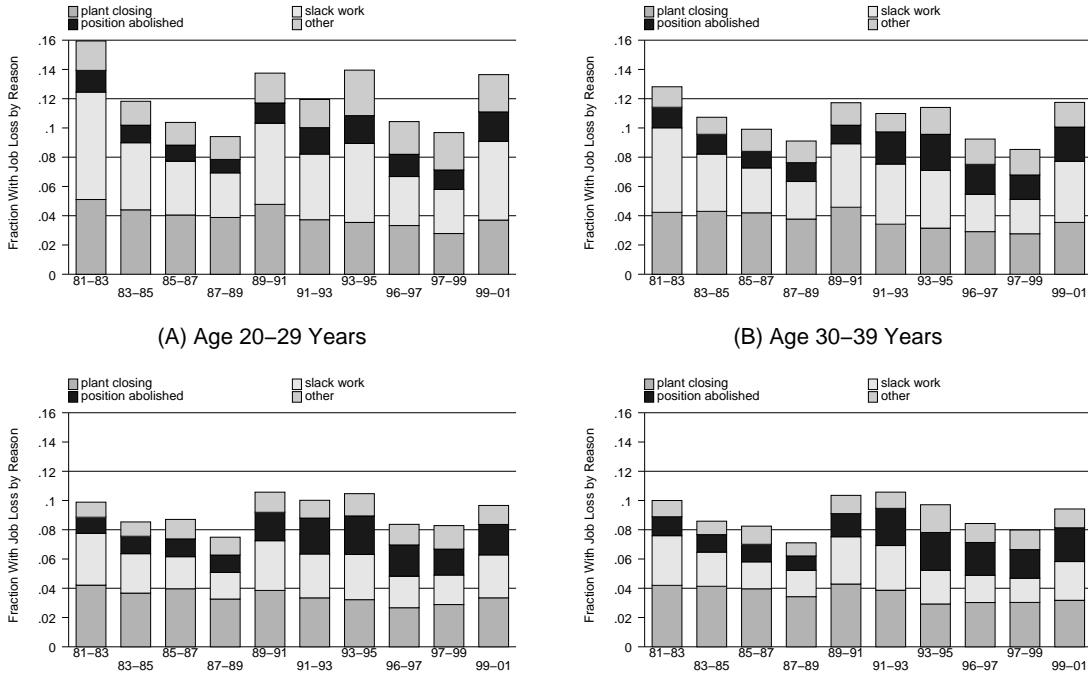 plant closing slack work
position abolished other
Fraction With Job Loss by Reason
.16
.14
.12
.1
.08
.06
.04
.02
0
81–83 85–87 89–91 93–95 97–99
83–85 87–89 91–93 96–97 99–01
(A) Age 20–29 Years
plant closing slack work
position abolished other
Fraction With Job Loss by Reason
.16
.14
.12
.1
.08
.06
.04
.02
0
81–83 85–87 89–91 93–95 97–99
83–85 87–89 91–93 96–97 99–01
(B) Age 30–39 Years
plant closing slack work
position abolished other
Fraction With Job Loss by Reason
.16
.14
.12
.1
.08
.06
.04
.02
0
81–83 85–87 89–91 93–95 97–99
83–85 87–89 91–93 96–97 99–01
plant closing slack work
position abolished other
Fraction With Job Loss by Reason
.16
.14
.12
.1
.08
.06
.04
.02
0
81–83 85–87 89–91 93–95 97–99
83–85 87–89 91–93 96–97 99–01